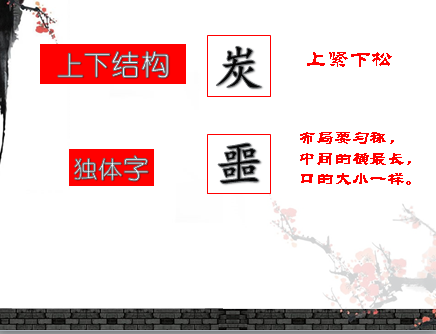 上下结构
炭
上紧下松
独体字
噩
布局要匀称，
中间的横最长，
口的大小一样。